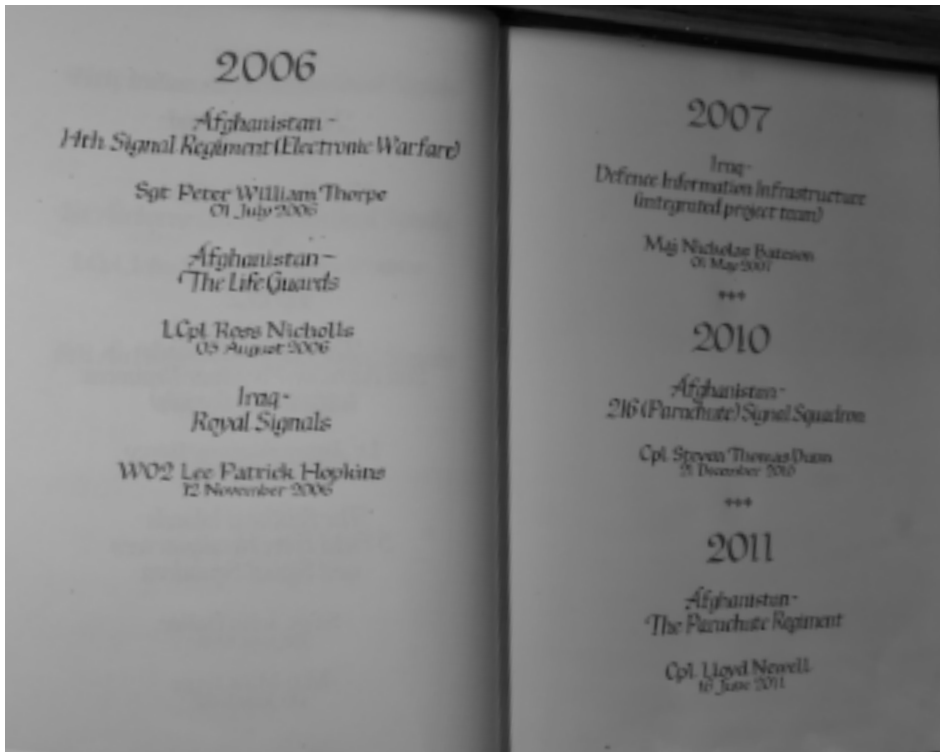 2006
Afghanistan -
14th Signal Regiment (Electronic Warfare)
Sgt Peter William Thorpe
01 July 2006
Afghanistan -
The Life Guards
LCpl Ross Nicholls
03 August 2006
Iraq -
Royal Signals
WO2 Lee Patrick Hopkins
12 November 2006
2007
Iraq -
Defence Information Infrastructure
(integrated project team)
Maj Nicholas Bateson
01 May 2007
2010
Afghanistan -
216 (Parachute) Signal Squadron
Cpl Steven Thomas Dunn
21 December 2010
2011
Afghanistan -
The Parachute Regiment
Cpl Lloyd Newell
16 June 2011